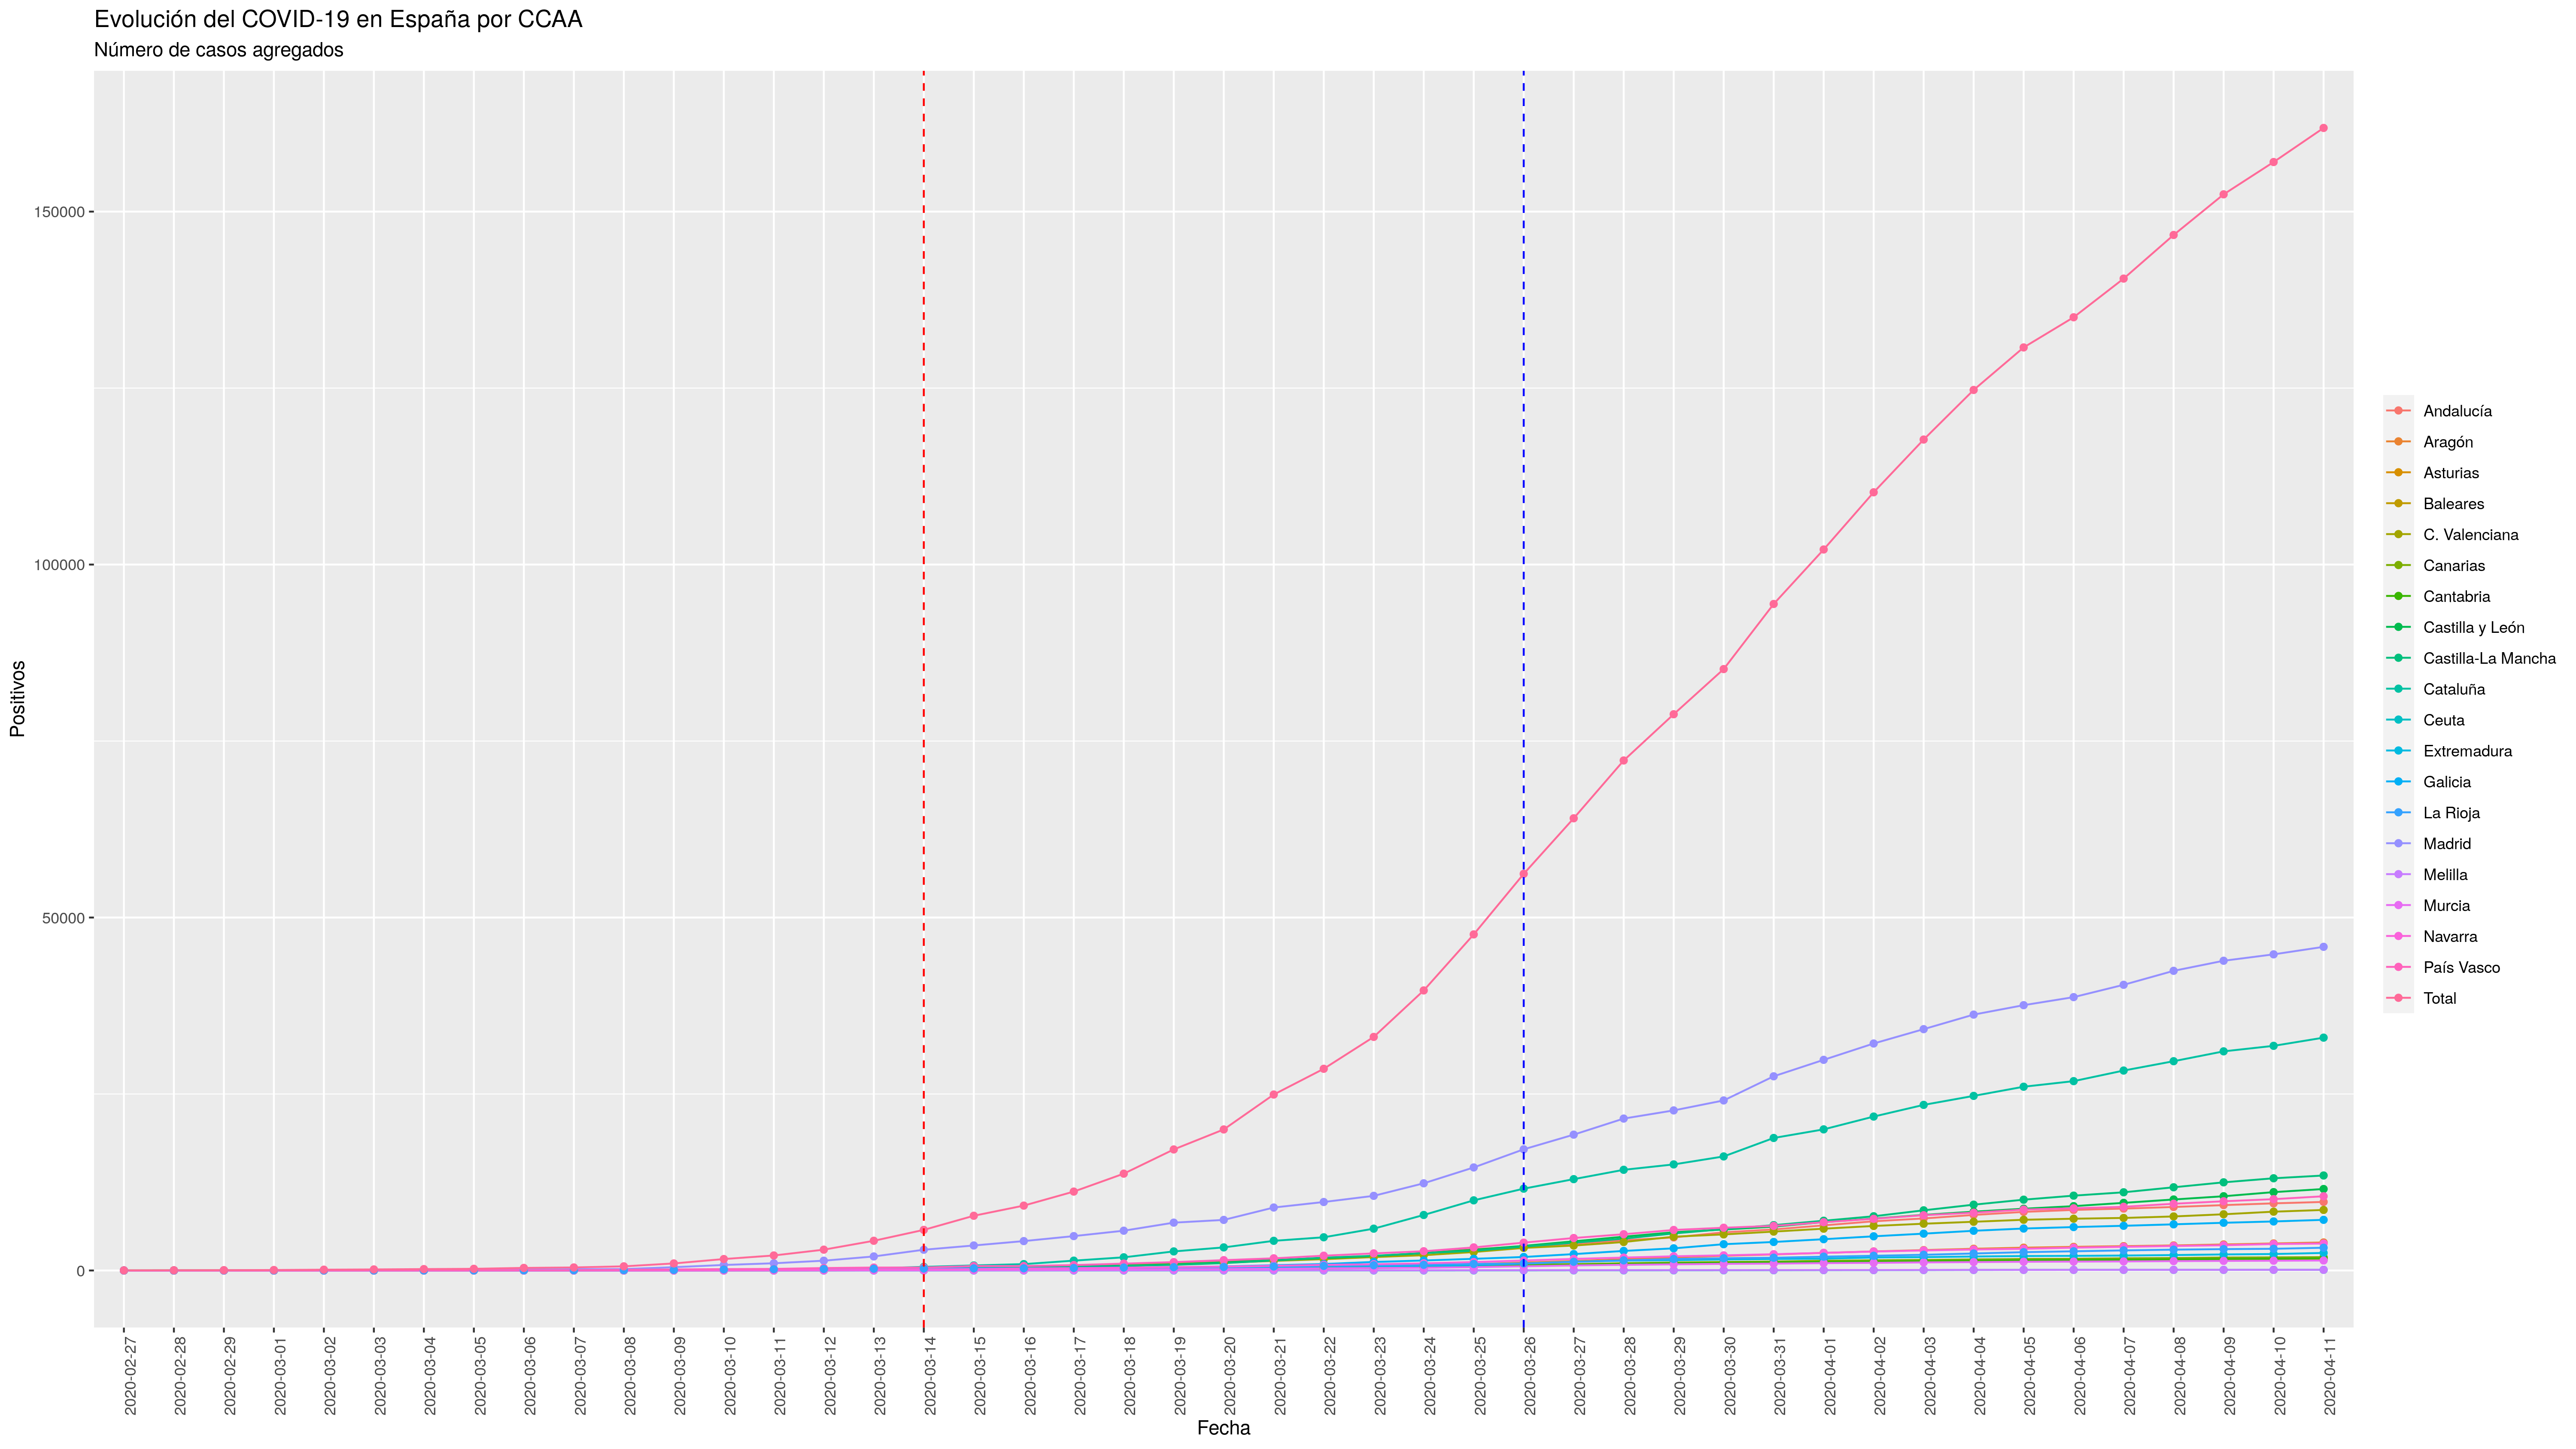 Evolución del COVID-19 en España por CCAA
Número de casos agregados
Positivos
150000
100000
50000
0
2020-02-27
2020-02-28
2020-02-29
2020-03-01
2020-03-02
2020-03-03
2020-03-04
2020-03-05
2020-03-06
2020-03-07
2020-03-08
2020-03-09
2020-03-10
2020-03-11
2020-03-12
2020-03-13
2020-03-14
2020-03-15
2020-03-16
2020-03-17
2020-03-18
2020-03-19
2020-03-20
2020-03-21
2020-03-22
2020-03-23
2020-03-24
2020-03-25
2020-03-26
2020-03-27
2020-03-28
2020-03-29
2020-03-30
2020-03-31
2020-04-01
2020-04-02
2020-04-03
2020-04-04
2020-04-05
2020-04-06
2020-04-07
2020-04-08
2020-04-09
2020-04-10
2020-04-11
Fecha
Andalucía
Aragón
Asturias
Baleares
C. Valenciana
Canarias
Cantabria
Castilla y León
Castilla-La Mancha
Cataluña
Ceuta
Extremadura
Galicia
La Rioja
Madrid
Melilla
Murcia
Navarra
País Vasco
Total